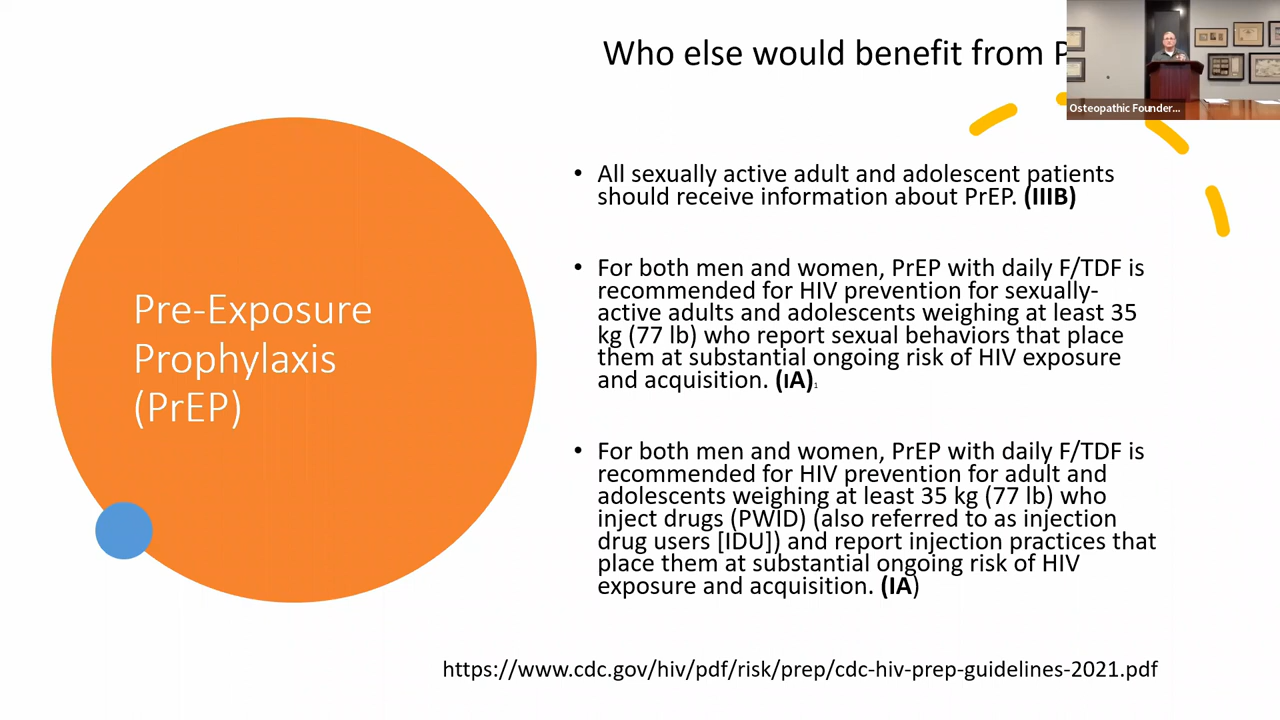 Who else would benefit from P
Osteopathic Founder...
Pre-Exposure
Prophylaxis
(PrEP)
• All sexually active adult and adolescent patients
should receive information about PrEP. (IIIB)
• For both men and women, PrEP with daily F/TDF is
recommended for HIV prevention for sexually-
active adults and adolescents weighing at least 35
kg (77 lb) who report sexual behaviors that place
them at substantial ongoing risk of HIV exposure
and acquisition. (IA)1
• For both men and women, PrEP with daily F/TDF is
recommended for HIV prevention for adult and
adolescents weighing at least 35 kg (77 lb) who
inject drugs (PWID) (also referred to as injection
drug users [IDU]) and report injection practices that
place them at substantial ongoing risk of HIV
exposure and acquisition. (IA)
https://www.cdc.gov/hiv/pdf/risk/prep/cdc-hiv-prep-guidelines-2021.pdf